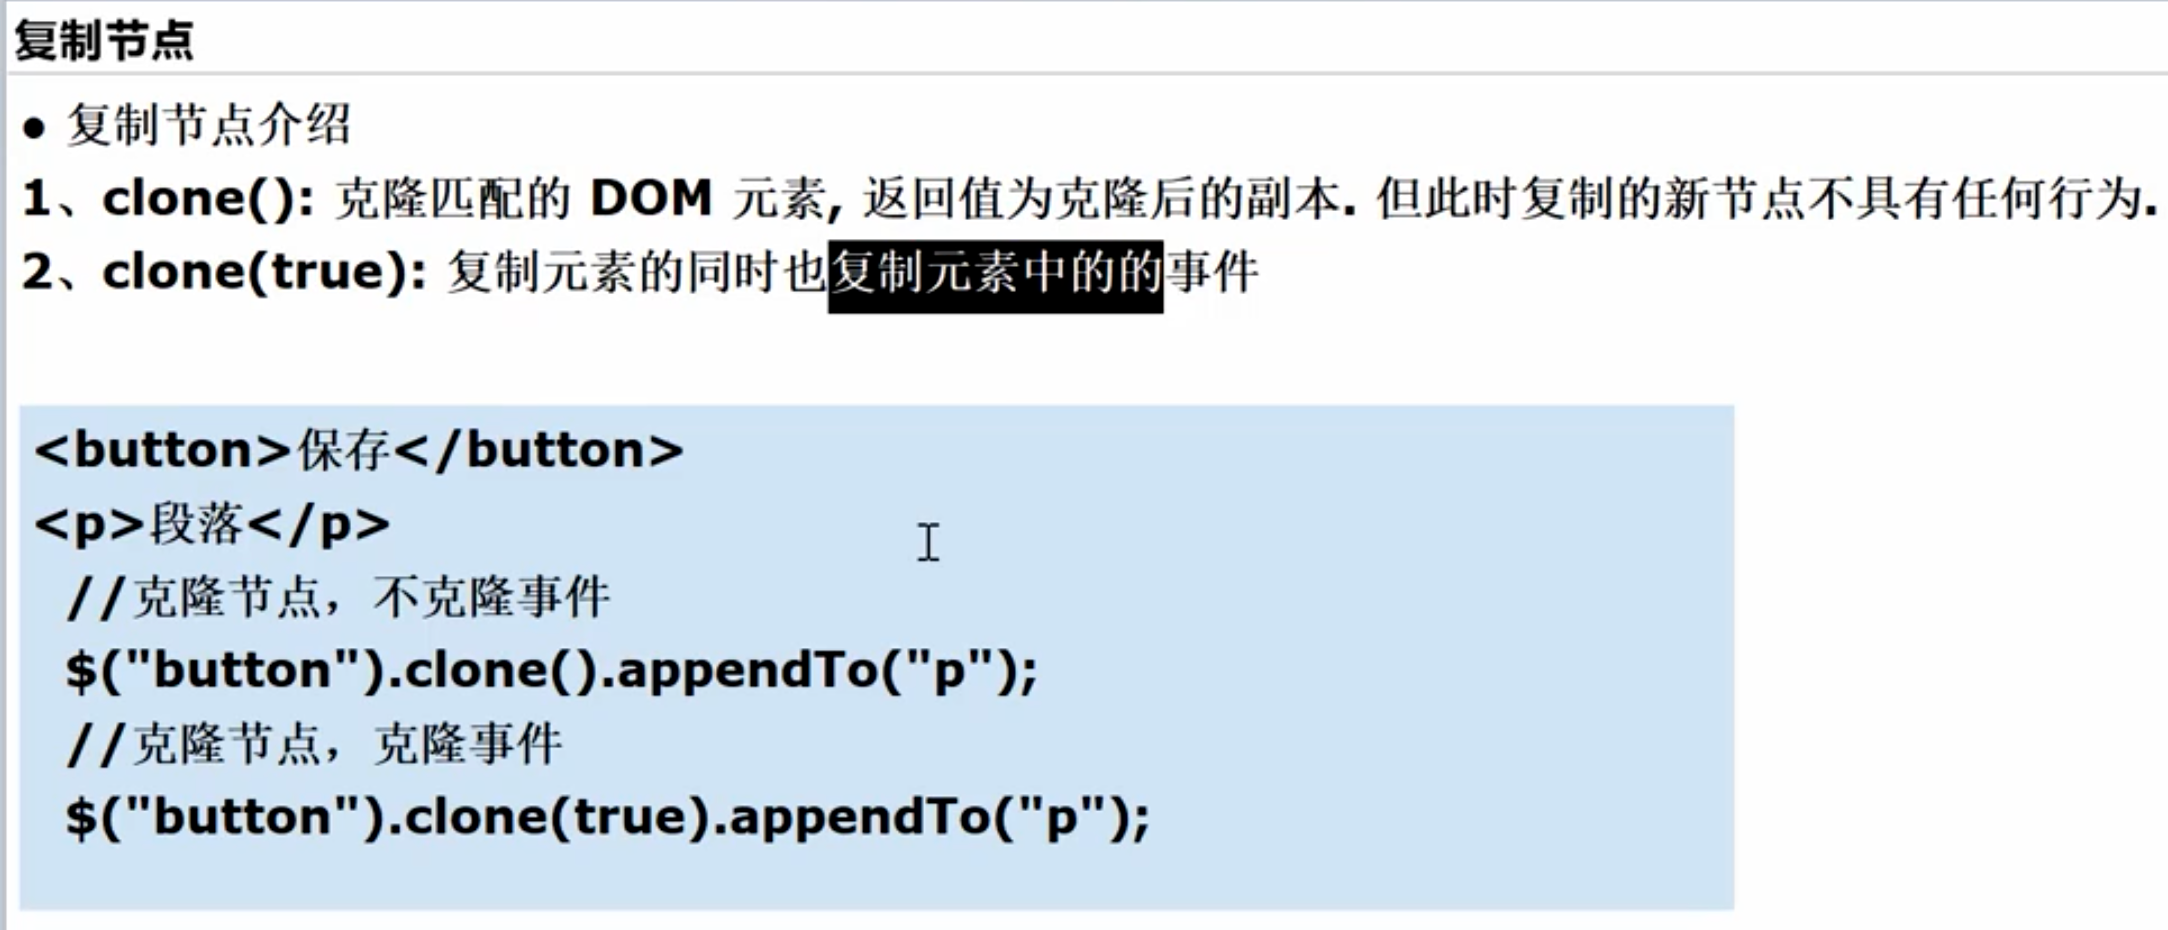 复制节点
● 复制节点介绍
1、clone(): 克隆匹配的 DOM 元素, 返回值为克隆后的副本. 但此时复制的新节点不具有任何行为.
2、clone(true): 复制元素的同时也复制元素中的的事件
<button>保存</button>
<p>段落</p>
//克隆节点，不克隆事件
$("button").clone().appendTo("p");
//克隆节点，克隆事件
$("button").clone(true).appendTo("p");